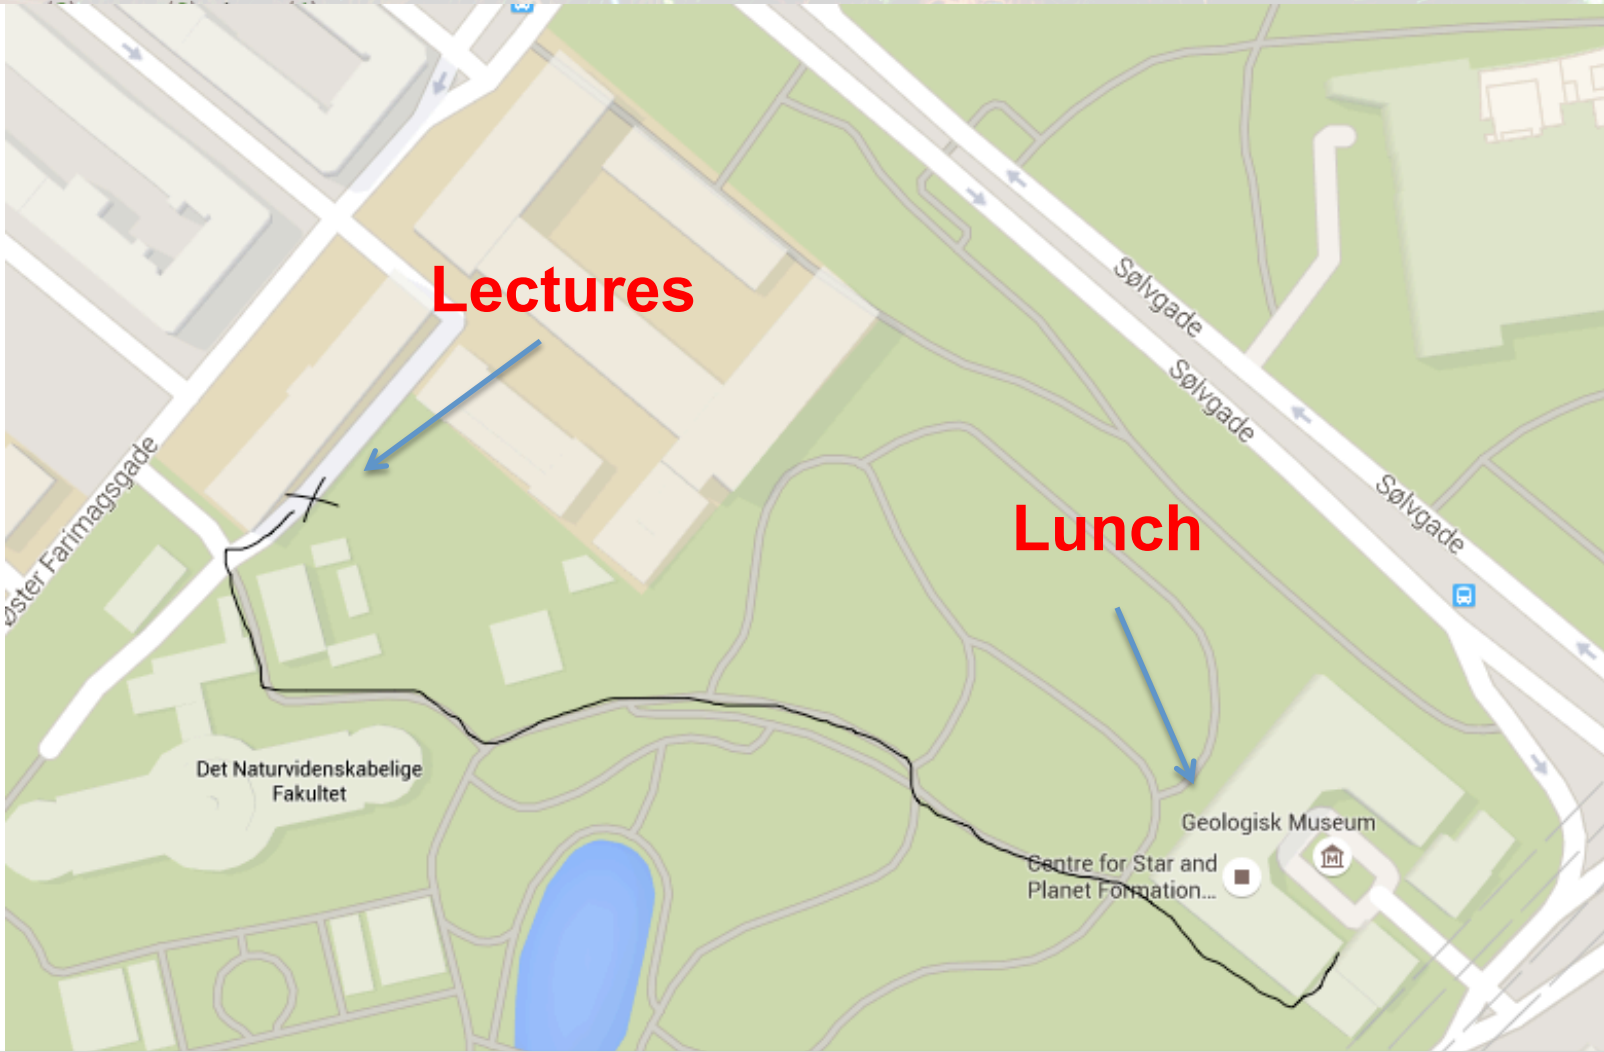 Lectures
Sølvgade
Sølvgade
Sølvgade
Øster Farimagsgade
Lunch
Det Naturvidenskabelige
Fakultet
Geologisk Museum
Centre for Star and
Planet Formation...